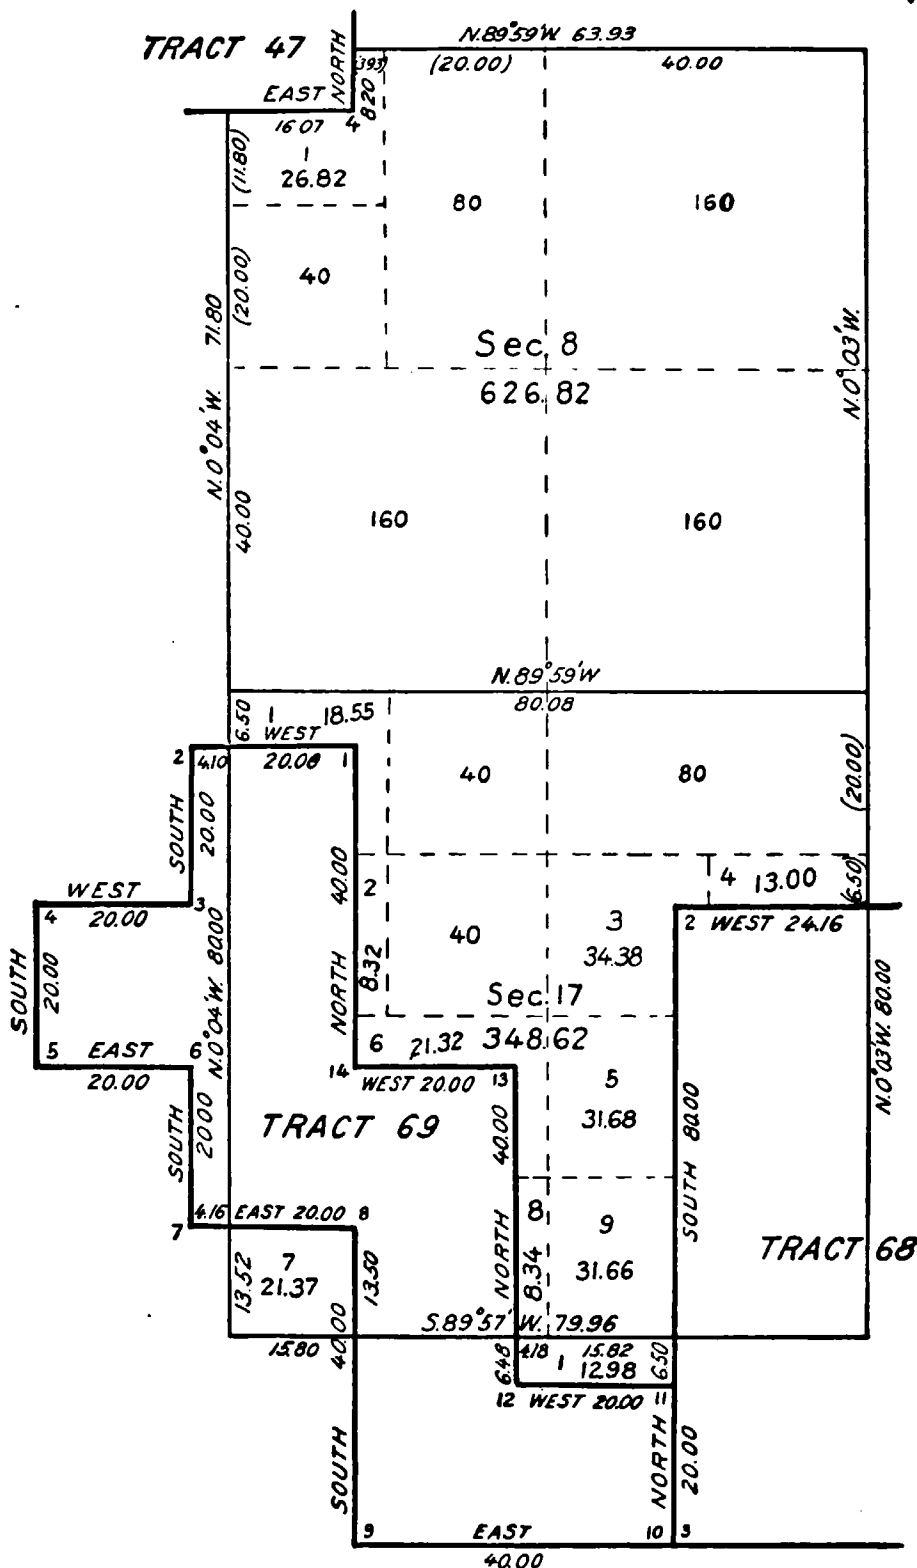 N.89°59'W. 63.93
TRACT 47
NORTH
(3.93)
(20.00)
40.00
8.20
EAST
16.07
4
(11.80)
1
26.82
80
160
40
(20.00)
71.80
Sec. 8
626.82
N.0°03'W.
N.0°04'W.
40.00
160
160
N.89°59'W
80.08
6.50
1
18.55
WEST
20.00
2
4.10
1
40
80
(20.00)
SOUTH
20.00
40.00
2
4
13.00
(6.50)
WEST
20.00
4
3
40
3
34.38
2
WEST 24.16
SOUTH
20.00
N.0°04'W. 80.00
NORTH
8.32
Sec. 17
348.62
N.0°03'W. 80.00
5
EAST
20.00
6
6
21.32
14
WEST 20.00
13
5
31.68
SOUTH
20.00
TRACT 69
40.00
SOUTH 80.00
7
4.16
EAST 20.00
8
NORTH
8
8.34
9
31.66
TRACT 68
13.52
7
21.37
13.50
S.89°57'W. 79.96
15.80
40.00
6.48
4.18
15.82
1
12.98
6.50
12
WEST 20.00
11
SOUTH
NORTH
20.00
9
EAST
40.00
10
3